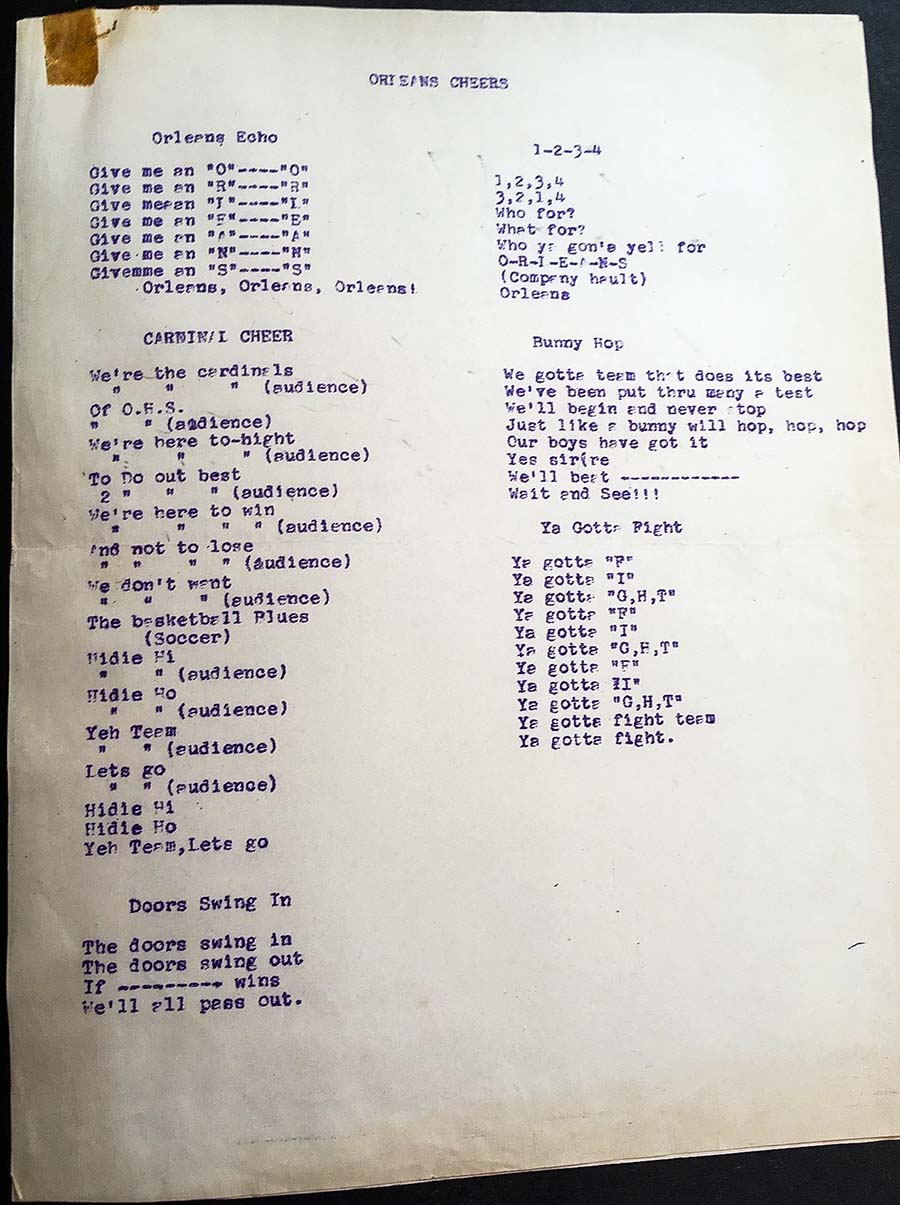 ORLEANS CHEERS
Orleans Echo
Give me an "O"----"O"
Give me an "R"----"R"
Give mesan "L"----"L"
Give me an "E"----"E"
Give me an "A"----"A"
Give me an "N"----"N"
Givemme an "S"----"S"
Orleans, Orleans, Orleans!
CARDINAL CHEER
We're the cardinals
" " " (audience)
Of O.H.S.
" " (audience)
We're here to-night
" " " (audience)
To Do out best
2 " " " (audience)
We're here to win
" " " " (audience)
And not to lose
" " " " (audience)
We don't want
" " " (audience)
The basketball Blues
(Soccer)
Hidie Hi
" " (audience)
Hidie Ho
" " (audience)
Yeh Team
" " (audience)
Lets go
" " (audience)
Hidie Hi
Hidie Ho
Yeh Team,Lets go
Doors Swing In
The doors swing in
The doors swing out
If --------- wins
We'll all pass out.
1-2-3-4
1,2,3,4
3,2,1,4
Who for?
What for?
Who ya gon'a yell for
O-R-L-E-A-N-S
(Company hault)
Orleans
Bunny Hop
We gotta team that does its best
We've been put thru many a test
We'll begin and never stop
Just like a bunny will hop, hop, hop
Our boys have got it
Yes sirire
We'll beat ------------
Wait and See!!!
Ya Gotta Fight
Ya gotta "F"
Ya gotta "I"
Ya gotta "G,H,T"
Ya gotta "F"
Ya gotta "I"
Ya gotta "G,H,T"
Ya gotta "F"
Ya gotta "I"
Ya gotta "G,H,T"
Ya gotta fight team
Ya gotta fight.